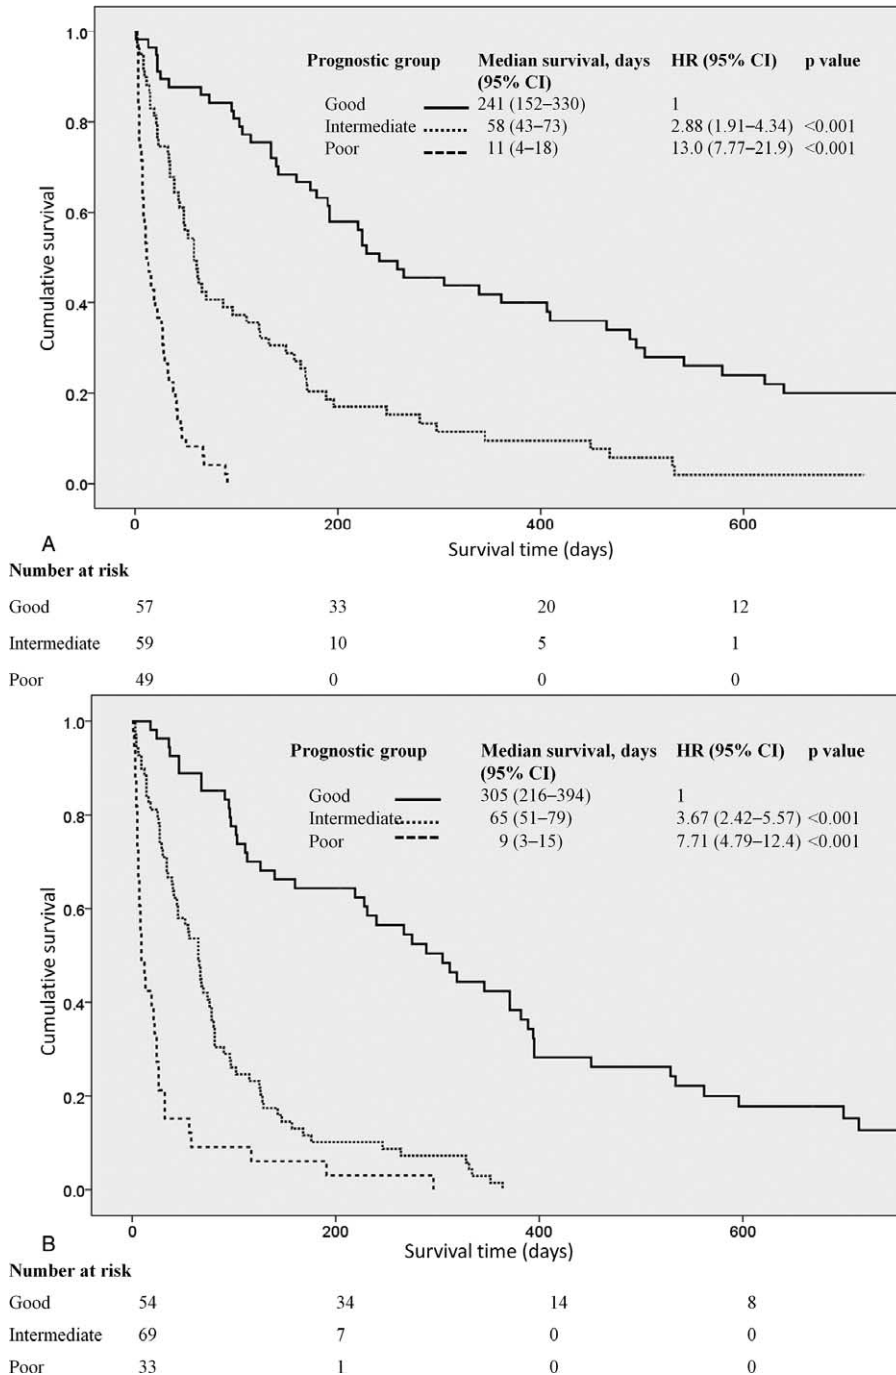 Prognostic group Median survival, days HR (95% CI) p value
(95% CI)
Good 241 (152–330) 1
Intermediate 58 (43–73) 2.88 (1.91–4.34) <0.001
Poor 11 (4–18) 13.0 (7.77–21.9) <0.001
Cumulative survival
1.0
0.8
0.6
0.4
0.2
0.0
0 200 400 600
A
Survival time (days)
Number at risk
Good 57 33 20 12
Intermediate 59 10 5 1
Poor 49 0 0 0
Prognostic group Median survival, days HR (95% CI) p value
(95% CI)
Good 305 (216–394) 1
Intermediate 65 (51–79) 3.67 (2.42–5.57) <0.001
Poor 9 (3–15) 7.71 (4.79–12.4) <0.001
Cumulative survival
1.0
0.8
0.6
0.4
0.2
0.0
0 200 400 600
B
Survival time (days)
Number at risk
Good 54 34 14 8
Intermediate 69 7 0 0
Poor 33 1 0 0